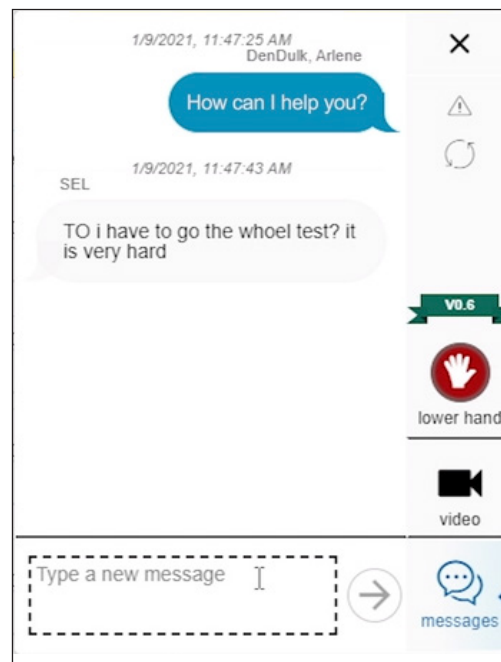 1/9/2021, 11:47:25 AM
DenDulk, Arlene
How can I help you?
1/9/2021, 11:47:43 AM
SEL
TO i have to go the whoel test? it
is very hard
V0.6
lower hand
video
Type a new message
messages